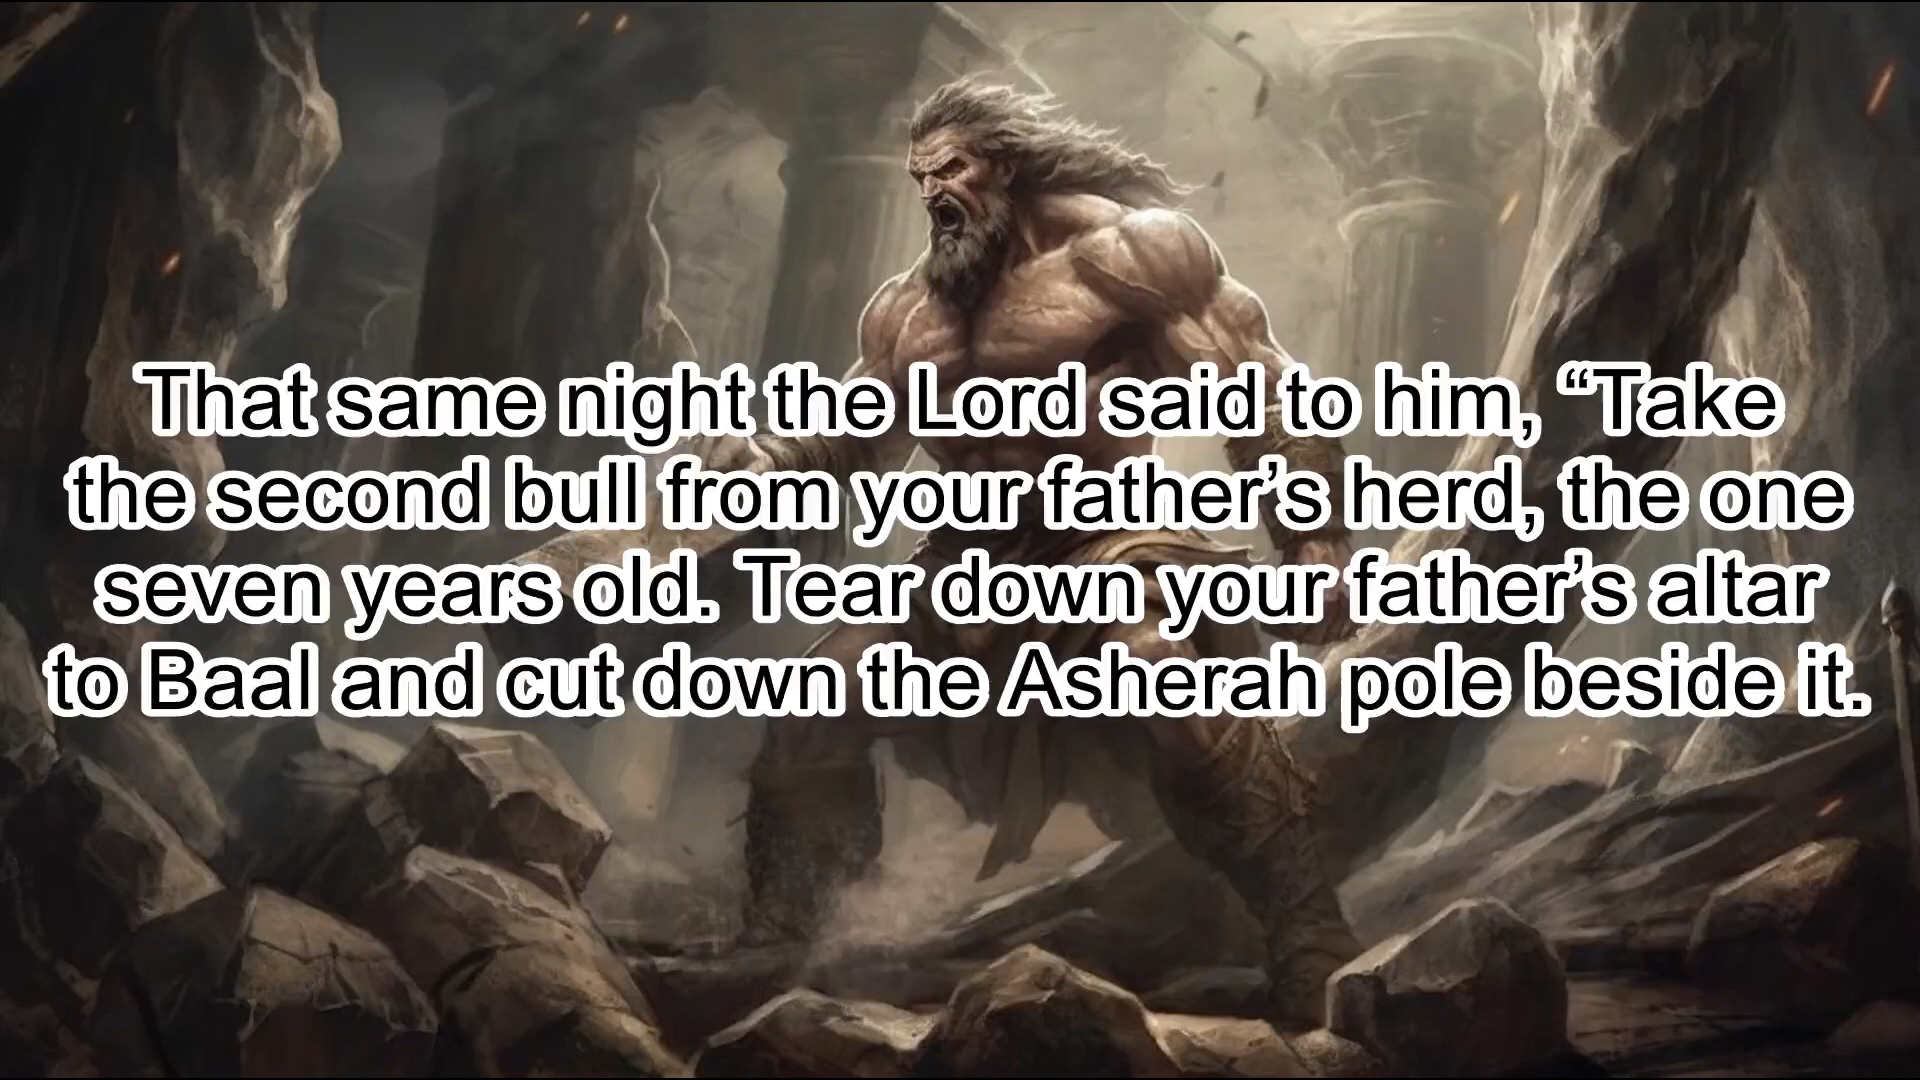 That same night the Lord said to him, “Take
the second bull from your father’s herd, the one
seven years old. Tear down your father’s altar
to Baal and cut down the Asherah pole beside it.